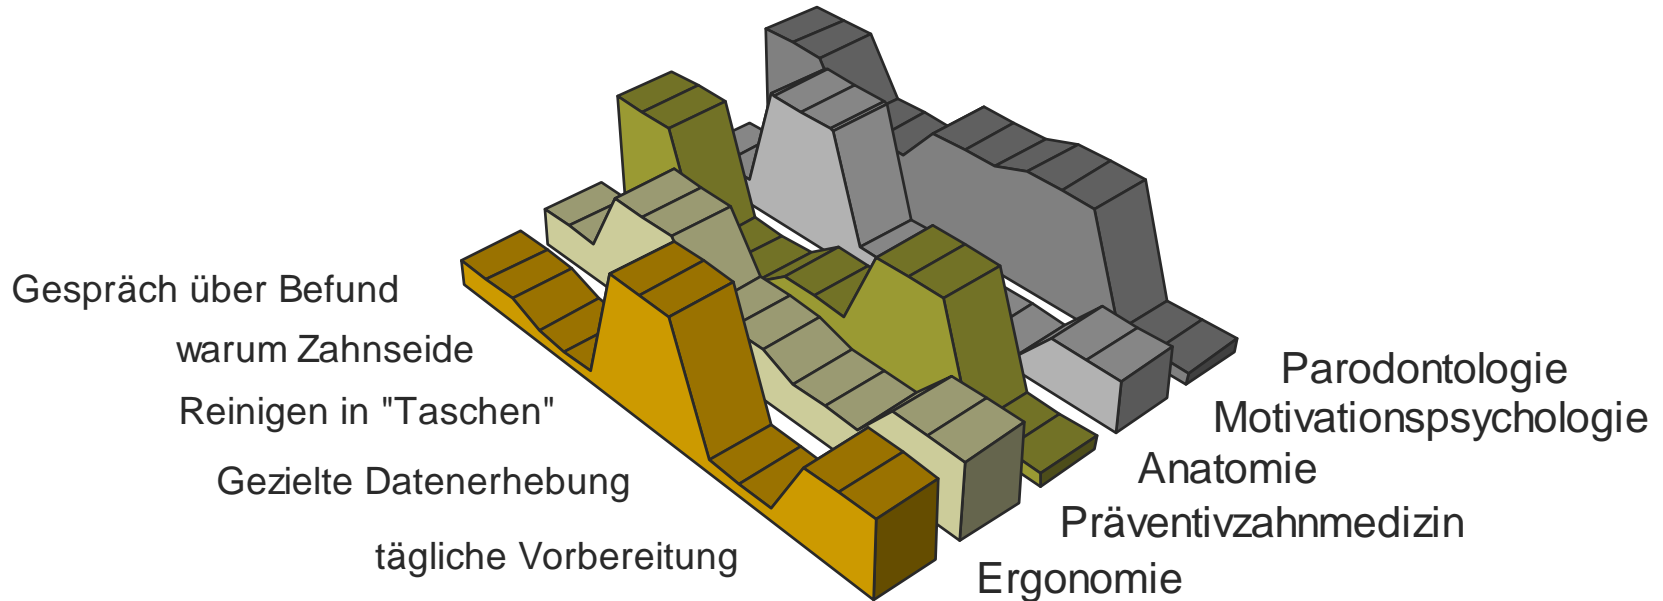 Gespräch über Befund
warum Zahnseide
Reinigen in "Taschen"
Gezielte Datenerhebung
tägliche Vorbereitung
Parodontologie
Motivationspsychologie
Anatomie
Präventivzahnmedizin
Ergonomie